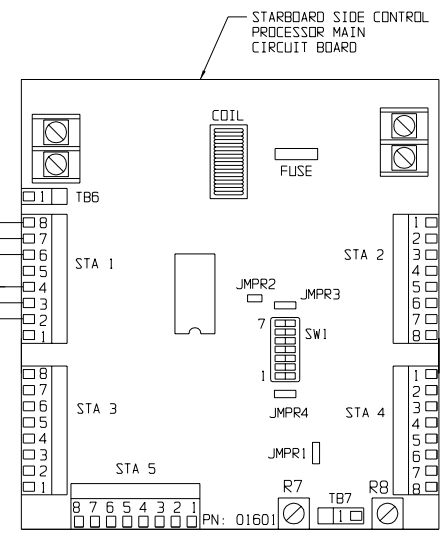 STARBOARD SIDE CONTROL
PROCESSOR MAIN
CIRCUIT BOARD
COIL
FUSE
1 TB6
8
7
6
5
4
3
2
1
STA 1
STA 2
1
2
3
4
5
6
7
8
JMPR2
JMPR3
7
SW1
1
JMPR4
8
7
6
5
4
3
2
1
STA 3
STA 4
1
2
3
4
5
6
7
8
JMPR1
STA 5
8 7 6 5 4 3 2 1
PN: 01601
R7
TB7
1
R8